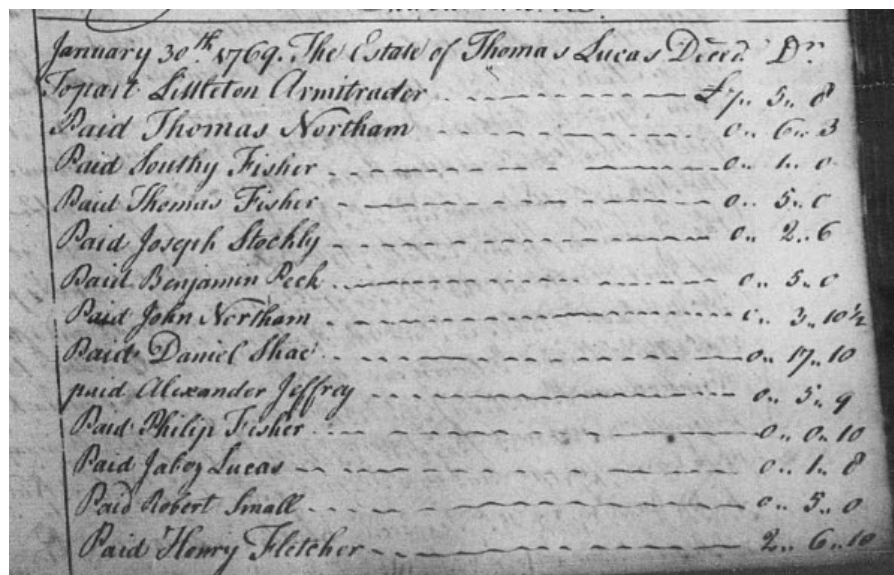 January 30th 1769. The Estate of Thomas Lucas Deced. Dr.
To paid Littleton Armitrader £7.. 5.. 8
Paid Thomas Northam 0.. 6.. 3
Paid Southy Fisher 0.. 1.. 0
Paid Thomas Fisher 0.. 5.. 0
Paid Joseph Stockly 0.. 2.. 6
Paid Benjamin Peck 0.. 5.. 0
Paid John Northam 0.. 3.. 10½
Paid Daniel Shae 0.. 17.. 10
paid Alexander Jeffrey 0.. 5.. 9
Paid Philip Fisher 0.. 0.. 10
Paid Jaboz Lucas 0.. 1.. 8
Paid Robert Small 0.. 5.. 0
Paid Henry Fletcher 2.. 6.. 10